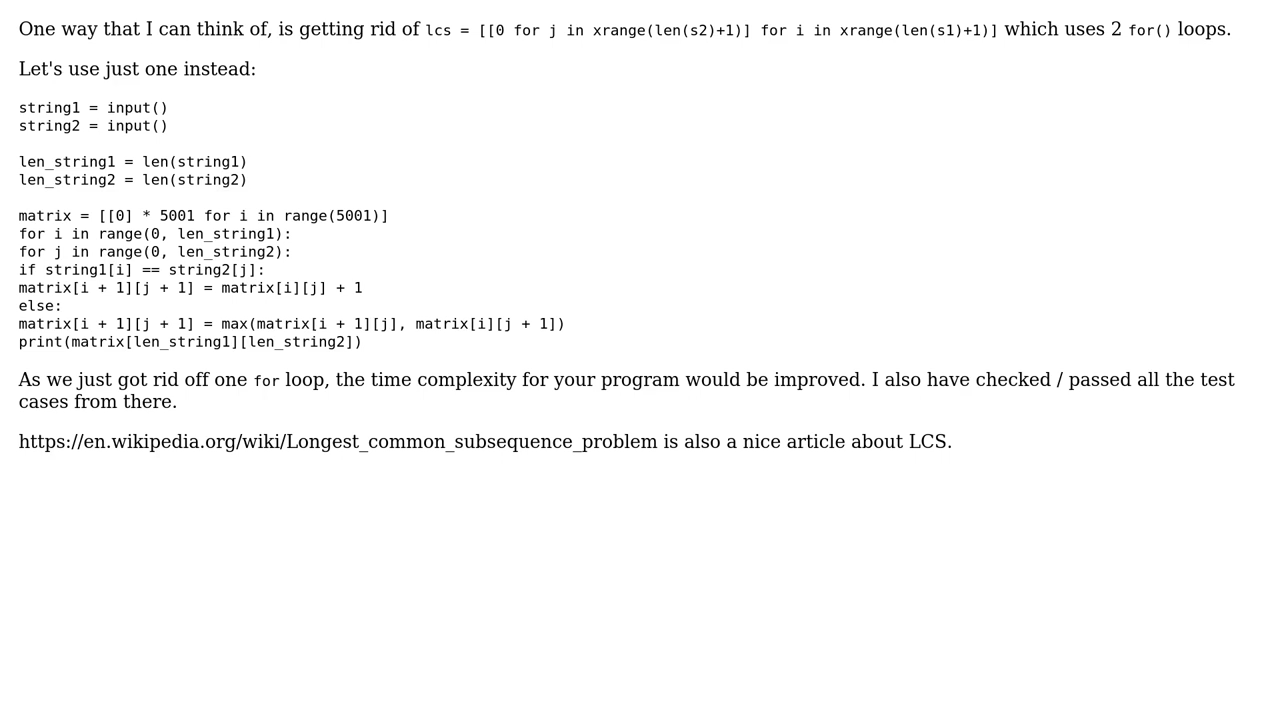 One way that I can think of, is getting rid of lcs = [[0 for j in xrange(len(s2)+1)] for i in xrange(len(s1)+1)] which uses 2 for() loops.
Let's use just one instead:
string1 = input()
string2 = input()
len_string1 = len(string1)
len_string2 = len(string2)
matrix = [[0] * 5001 for i in range(5001)]
for i in range(0, len_string1):
for j in range(0, len_string2):
if string1[i] == string2[j]:
matrix[i + 1][j + 1] = matrix[i][j] + 1
else:
matrix[i + 1][j + 1] = max(matrix[i + 1][j], matrix[i][j + 1])
print(matrix[len_string1][len_string2])
As we just got rid off one for loop, the time complexity for your program would be improved. I also have checked / passed all the test
cases from there.
https://en.wikipedia.org/wiki/Longest_common_subsequence_problem is also a nice article about LCS.